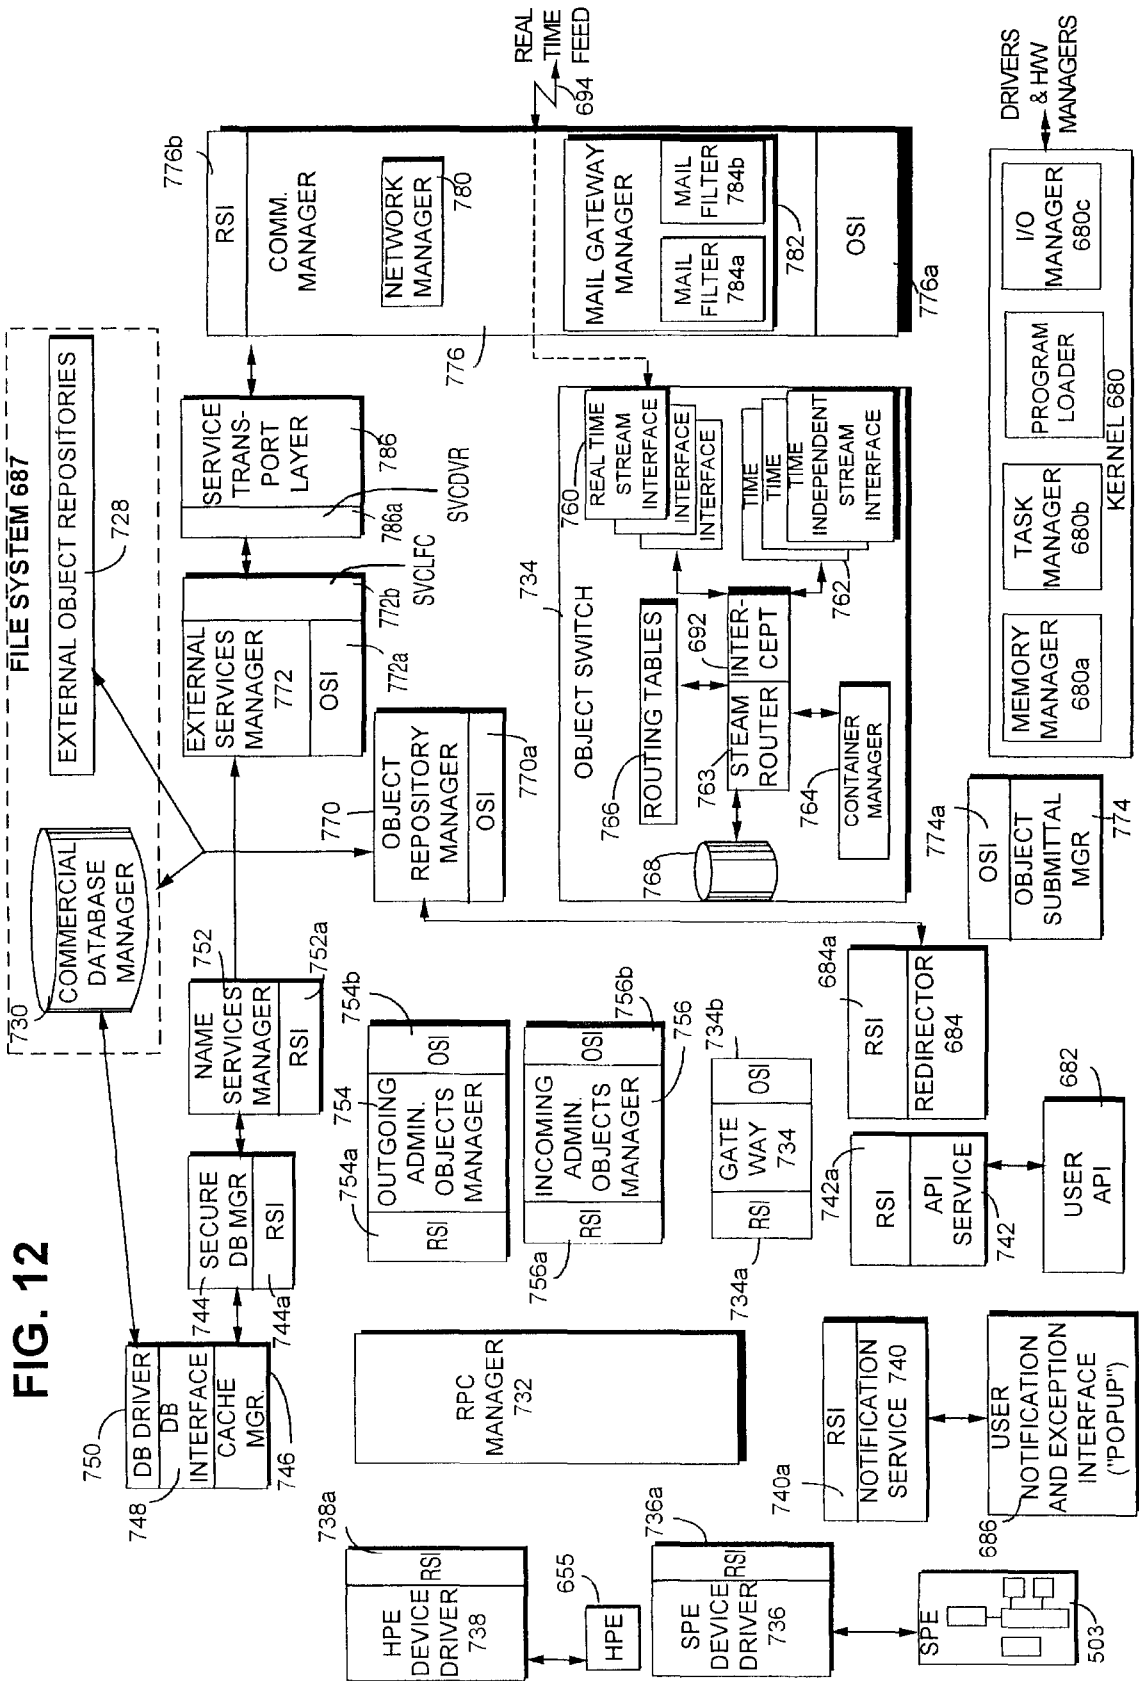 FIG. 12
FILE SYSTEM 687
730
COMMERCIAL
DATABASE
MANAGER
EXTERNAL OBJECT REPOSITORIES
728
750
DB DRIVER
748
DB
INTERFACE
CACHE
MGR.
746
744
SECURE
DB MGR
RSI
744a
NAME
SERVICES
MANAGER
752
RSI
752a
EXTERNAL
SERVICES
MANAGER
772
OSI
772a
772b
SVCLFC
SERVICE
TRANS-
PORT
LAYER
786
786a
SVCDVR
776b
RSI
COMM.
MANAGER
NETWORK
MANAGER
780
776
MAIL GATEWAY
MANAGER
MAIL
FILTER
784a
MAIL
FILTER
784b
782
OSI
776a
REAL
TIME
FEED
694
738a
HPE
DEVICE
DRIVER
738
RSI
655
HPE
736a
SPE
DEVICE
DRIVER
736
RSI
SPE
503
RPC
MANAGER
732
754a
754
754b
RSI
OUTGOING
ADMIN.
OBJECTS
MANAGER
OSI
756a
RSI
INCOMING
ADMIN.
OBJECTS
MANAGER
OSI
756b
756
734a
RSI
GATE
WAY
734
OSI
734b
770
OBJECT
REPOSITORY
MANAGER
OSI
770a
734
OBJECT SWITCH
766
ROUTING TABLES
692
763
STEAM
ROUTER
INTER-
CEPT
768
764
CONTAINER
MANAGER
760
REAL TIME
STREAM
INTERFACE
INTERFACE
INTERFACE
TIME
TIME
TIME
INDEPENDENT
STREAM
INTERFACE
762
740a
RSI
NOTIFICATION
SERVICE 740
USER
NOTIFICATION
AND EXCEPTION
INTERFACE
("POPUP")
686
742a
RSI
API
SERVICE
742
USER
API
682
684a
RSI
REDIRECTOR
684
774a
OSI
OBJECT
SUBMITTAL
MGR
774
MEMORY
MANAGER
680a
TASK
MANAGER
680b
PROGRAM
LOADER
I/O
MANAGER
680c
KERNEL 680
DRIVERS
& H/W
MANAGERS